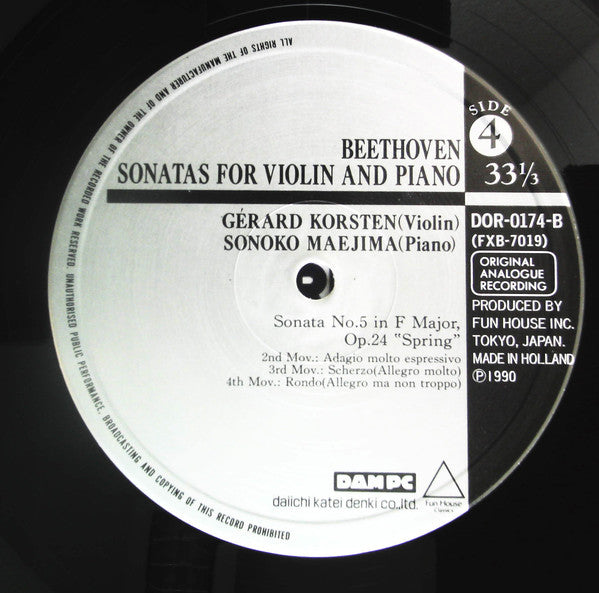 SIDE
4
33⅓
BEETHOVEN
SONATAS FOR VIOLIN AND PIANO
GÉRARD KORSTEN(Violin)
SONOKO MAEJIMA(Piano)
DOR-0174-B
(FXB-7019)
ORIGINAL
ANALOGUE
RECORDING
PRODUCED BY
FUN HOUSE INC.
TOKYO, JAPAN.
MADE IN HOLLAND
Ⓟ1990
Sonata No.5 in F Major,
Op.24 "Spring"
2nd Mov.: Adagio molto espressivo
3rd Mov.: Scherzo(Allegro molto)
4th Mov.: Rondo(Allegro ma non troppo)
DAM PC
daiichi katei denki co.,ltd.
Fun House
Classics
ALL RIGHTS OF THE MANUFACTURER AND OF THE OWNER OF THE RECORDED WORK RESERVED. UNAUTHORISED PUBLIC PERFORMANCE, BROADCASTING AND COPYING OF THIS RECORD PROHIBITED